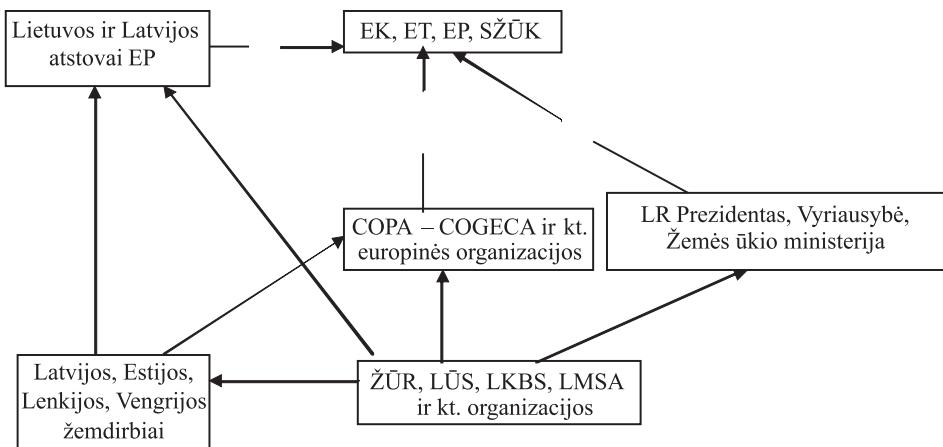 Lietuvos ir Latvijos
atstovai EP
EK, ET, EP, SŽŪK
COPA – COGECA ir kt.
europinės organizacijos
LR Prezidentas, Vyriausybė,
Žemės ūkio ministerija
Latvijos, Estijos,
Lenkijos, Vengrijos
žemdirbiai
ŽŪR, LŪS, LKBS, LMSA
ir kt. organizacijos